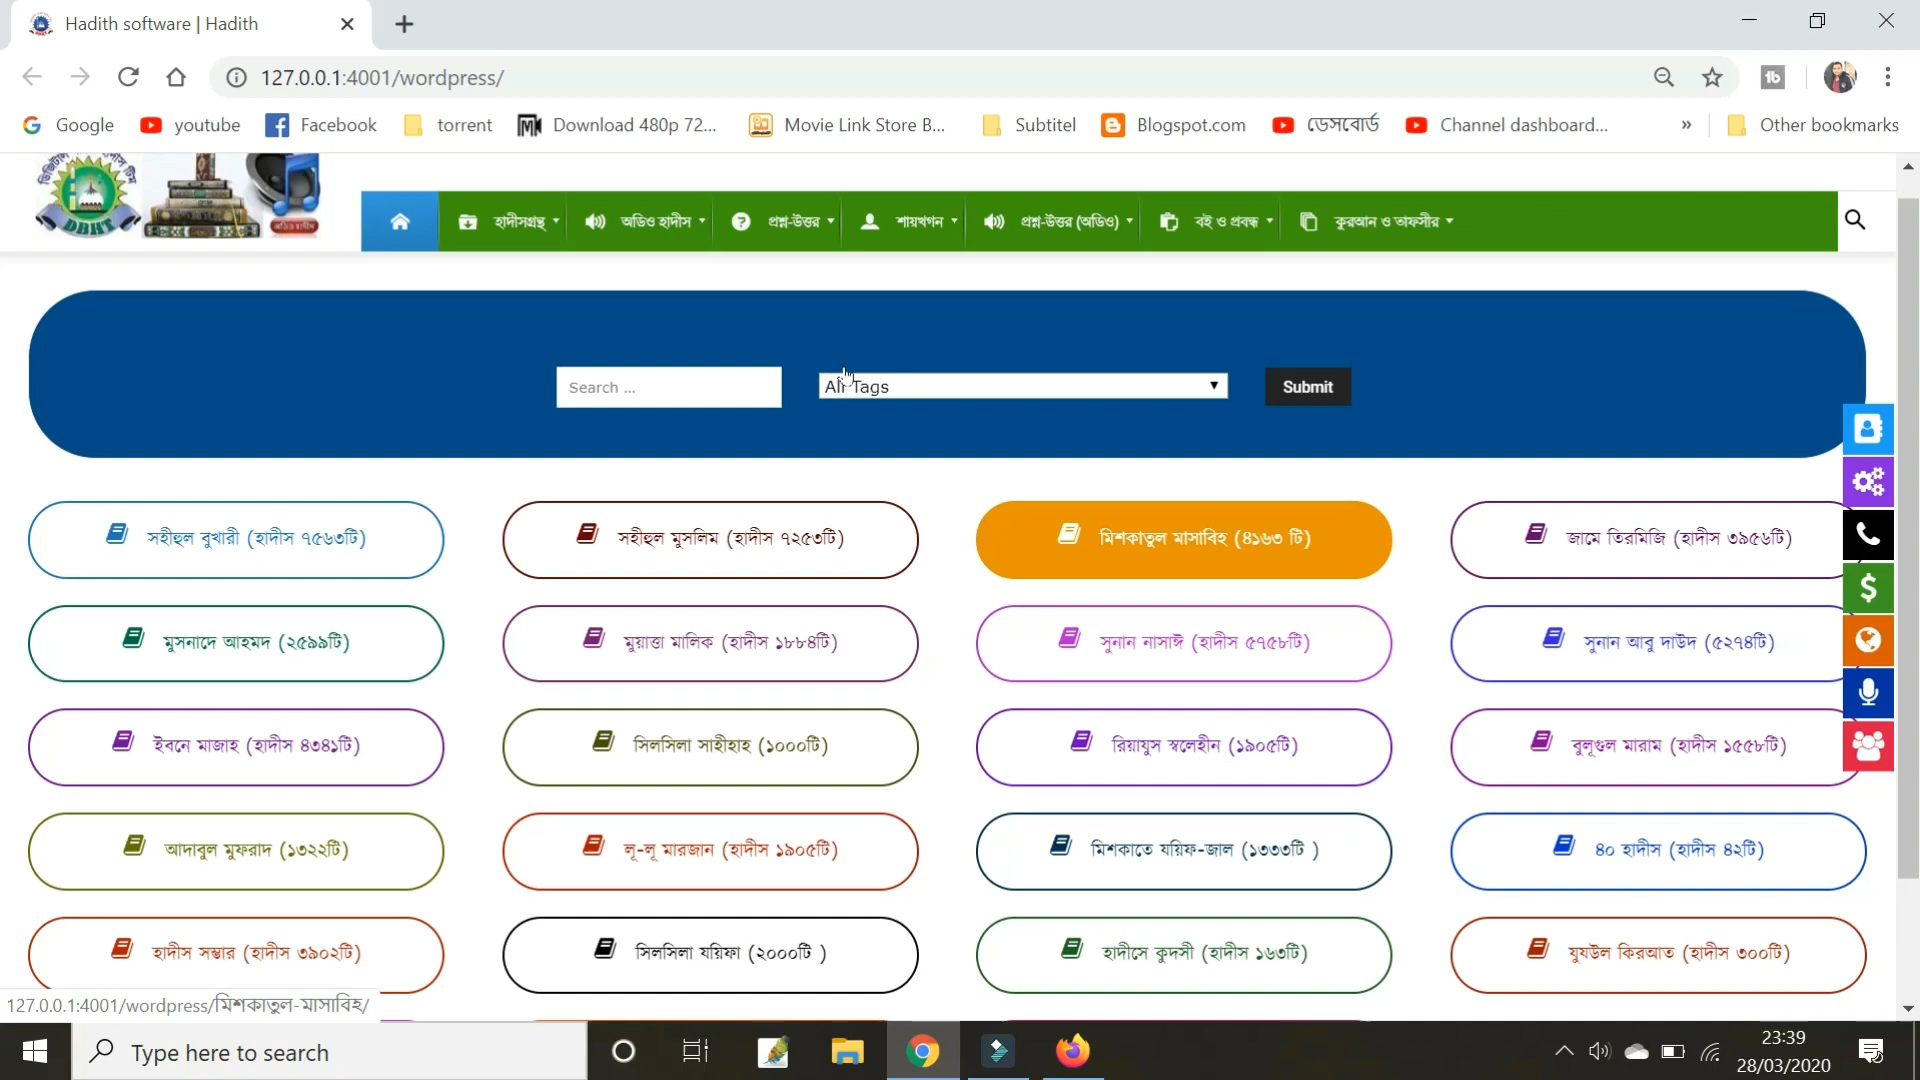 Hadith software | Hadith
127.0.0.1:4001/wordpress/
Google youtube Facebook torrent Download 480p 72... Movie Link Store B... Subtitel Blogspot.com ডেসবোর্ড Channel dashboard... » Other bookmarks
DBHT
হাদীসগ্রন্থ অডিও হাদীস প্রশ্ন-উত্তর শায়খগন প্রশ্ন-উত্তর (অডিও) বই ও প্রবন্ধ কুরআন ও তাফসীর
Search ... All Tags Submit
সহীহুল বুখারী (হাদীস ৭৫৬৩টি) সহীহুল মুসলিম (হাদীস ৭২৫৩টি) মিশকাতুল মাসাবিহ (৪১৬৩ টি) জামে তিরমিজি (হাদীস ৩৯৫৬টি)
মুসনাদে আহমদ (২৫৯৯টি) মুয়াত্তা মালিক (হাদীস ১৮৮৪টি) সুনান নাসাঈ (হাদীস ৫৭৫৮টি) সুনান আবু দাউদ (৫২৭৪টি)
ইবনে মাজাহ (হাদীস ৪৩৪১টি) সিলসিলা সাহীহাহ (১০০০টি) রিয়াযুস স্বলেহীন (১৯০৫টি) বুলূগুল মারাম (হাদীস ১৫৫৮টি)
আদাবুল মুফরাদ (১৩২২টি) লূ-লূ মারজান (হাদীস ১৯০৫টি) মিশকাতে যয়িফ-জাল (১৩৩৩টি ) ৪০ হাদীস (হাদীস ৪২টি)
হাদীস সম্ভার (হাদীস ৩৯০২টি) সিলসিলা যয়িফা (২০০০টি ) হাদীসে কুদসী (হাদীস ১৬৩টি) যুযউল কিরআত (হাদীস ৩০০টি)
127.0.0.1:4001/wordpress/মিশকাতুল-মাসাবিহ/
Type here to search
23:39
28/03/2020